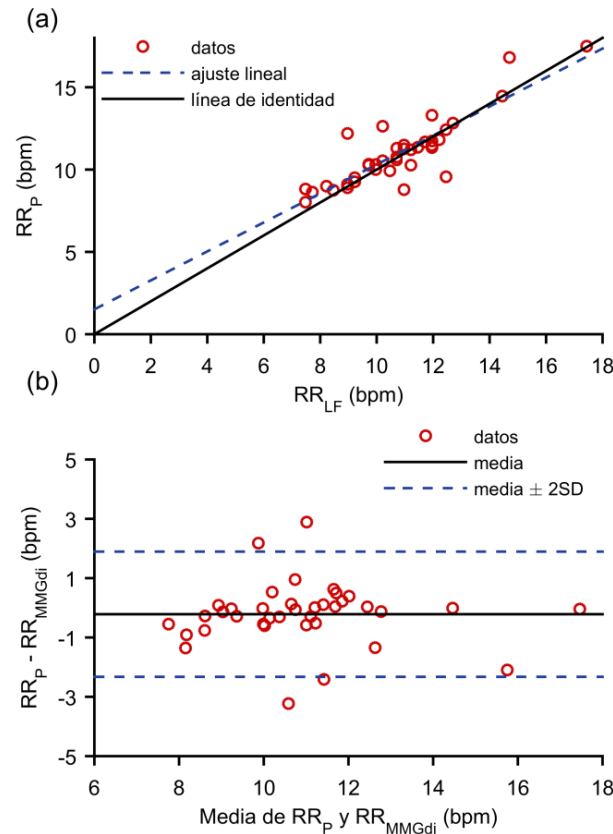 (a)
datos
ajuste lineal
línea de identidad
15
10
5
0
RR_P (bpm)
0 2 4 6 8 10 12 14 16 18
RR_LF (bpm)
(b)
datos
media
media ± 2SD
5
3
1
-1
-3
-5
RR_P - RR_MMGdi (bpm)
6 8 10 12 14 16 18
Media de RR_P y RR_MMGdi (bpm)